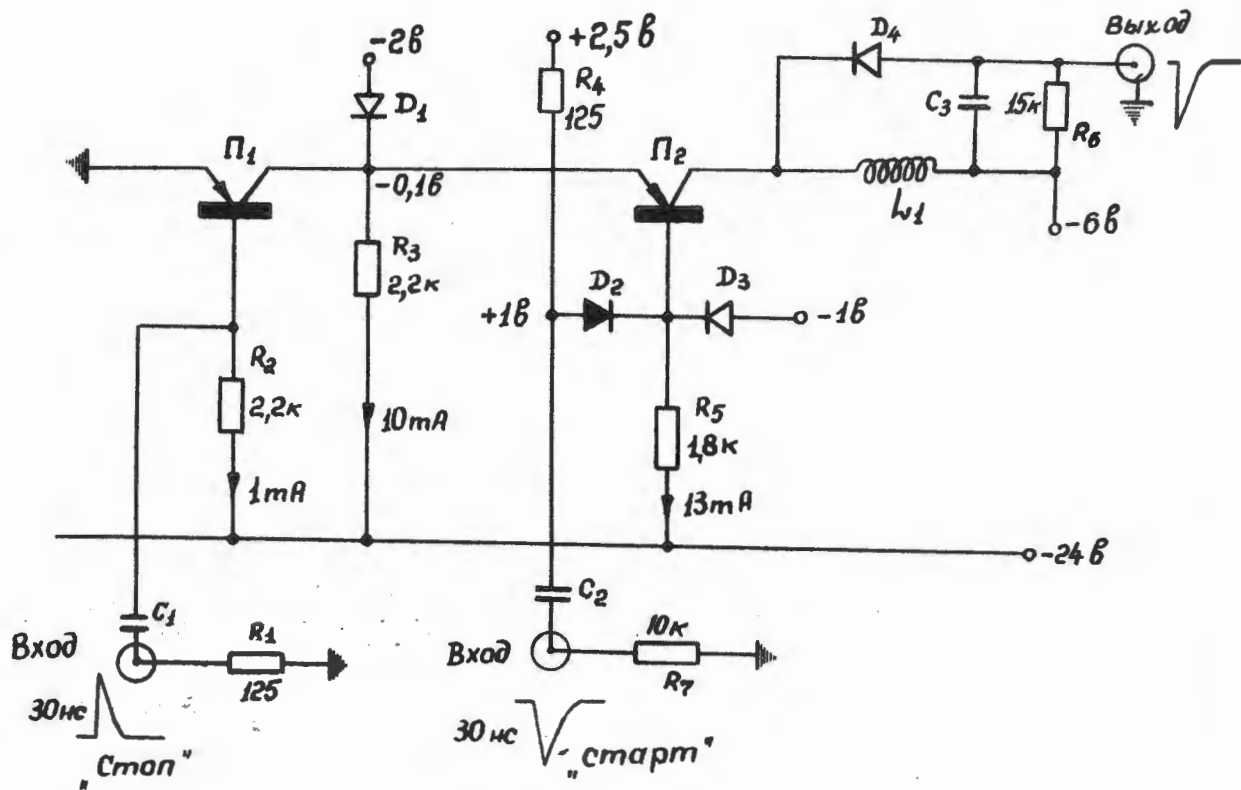 -2в
+2,5в
D4
Выход
D1
R4
125
C3
15к
R6
П1
-0,1в
П2
L1
-6в
R3
2,2к
+1в
D2
D3
-1в
R2
2,2к
10mA
R5
1,8к
1mA
13mA
-24в
C1
C2
Вход
R1
125
Вход
10к
R7
30нс
30нс
„Стоп"
„Старт"